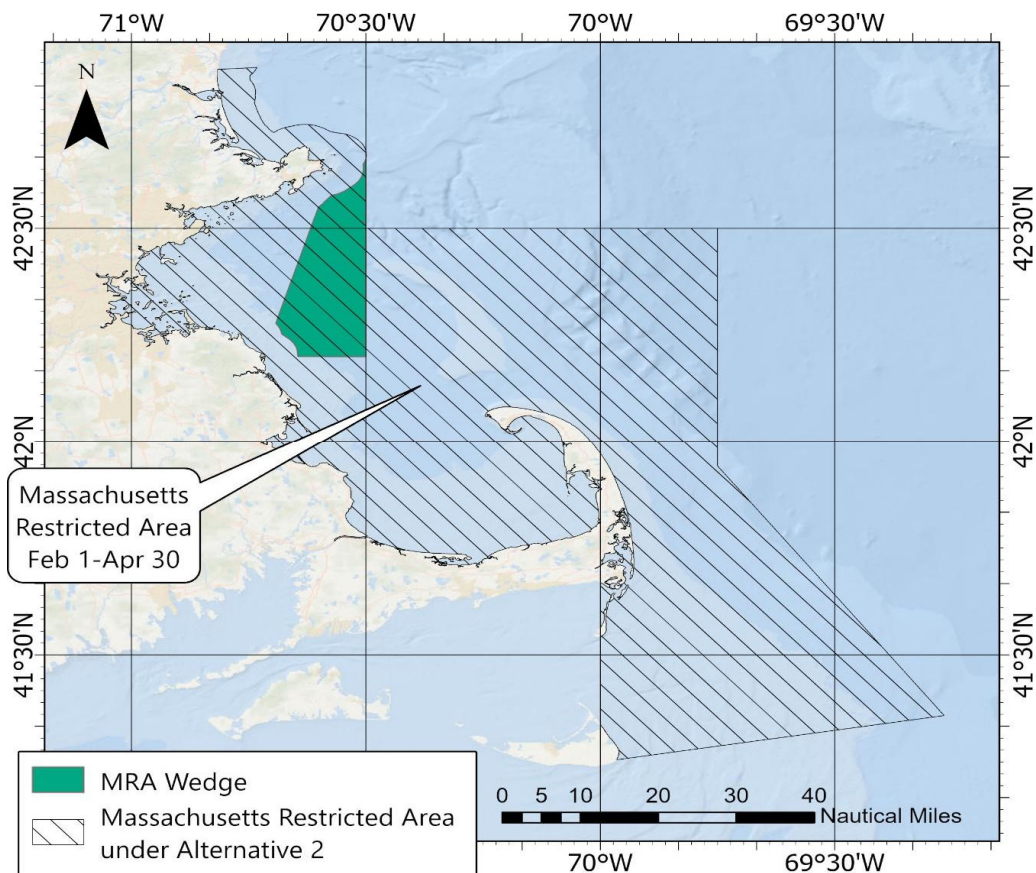 71°W 70°30'W 70°W 69°30'W
N
42°30'N 42°30'N
42°N 42°N
Massachusetts
Restricted Area
Feb 1-Apr 30
41°30'N 41°30'N
MRA Wedge
Massachusetts Restricted Area
under Alternative 2
0 5 10 20 30 40
Nautical Miles
70°W 69°30'W